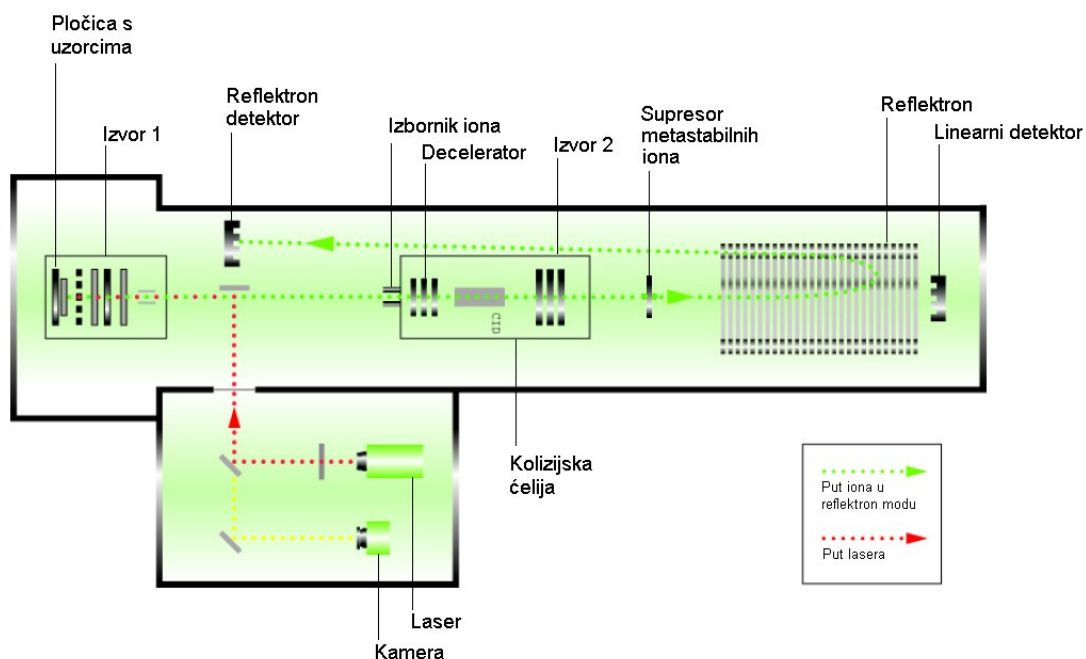 Pločica s
uzorcima
Izvor 1
Reflektron
detektor
Izbornik iona
Decelerator
Izvor 2
Supresor
metastabilnih
iona
Reflektron
Linearni detektor
CID
Kolizijska
ćelija
Laser
Kamera
Put iona u
reflektron modu
Put lasera